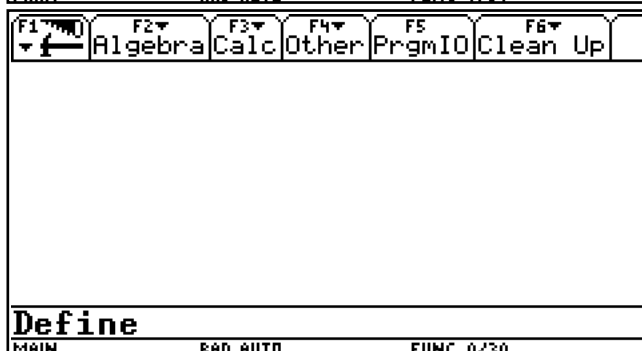 F1 F2 F3 F4 F5 F6
Algebra Calc Other PrgmIO Clean Up
Define
MAIN RAD AUTO FUNC 0/30